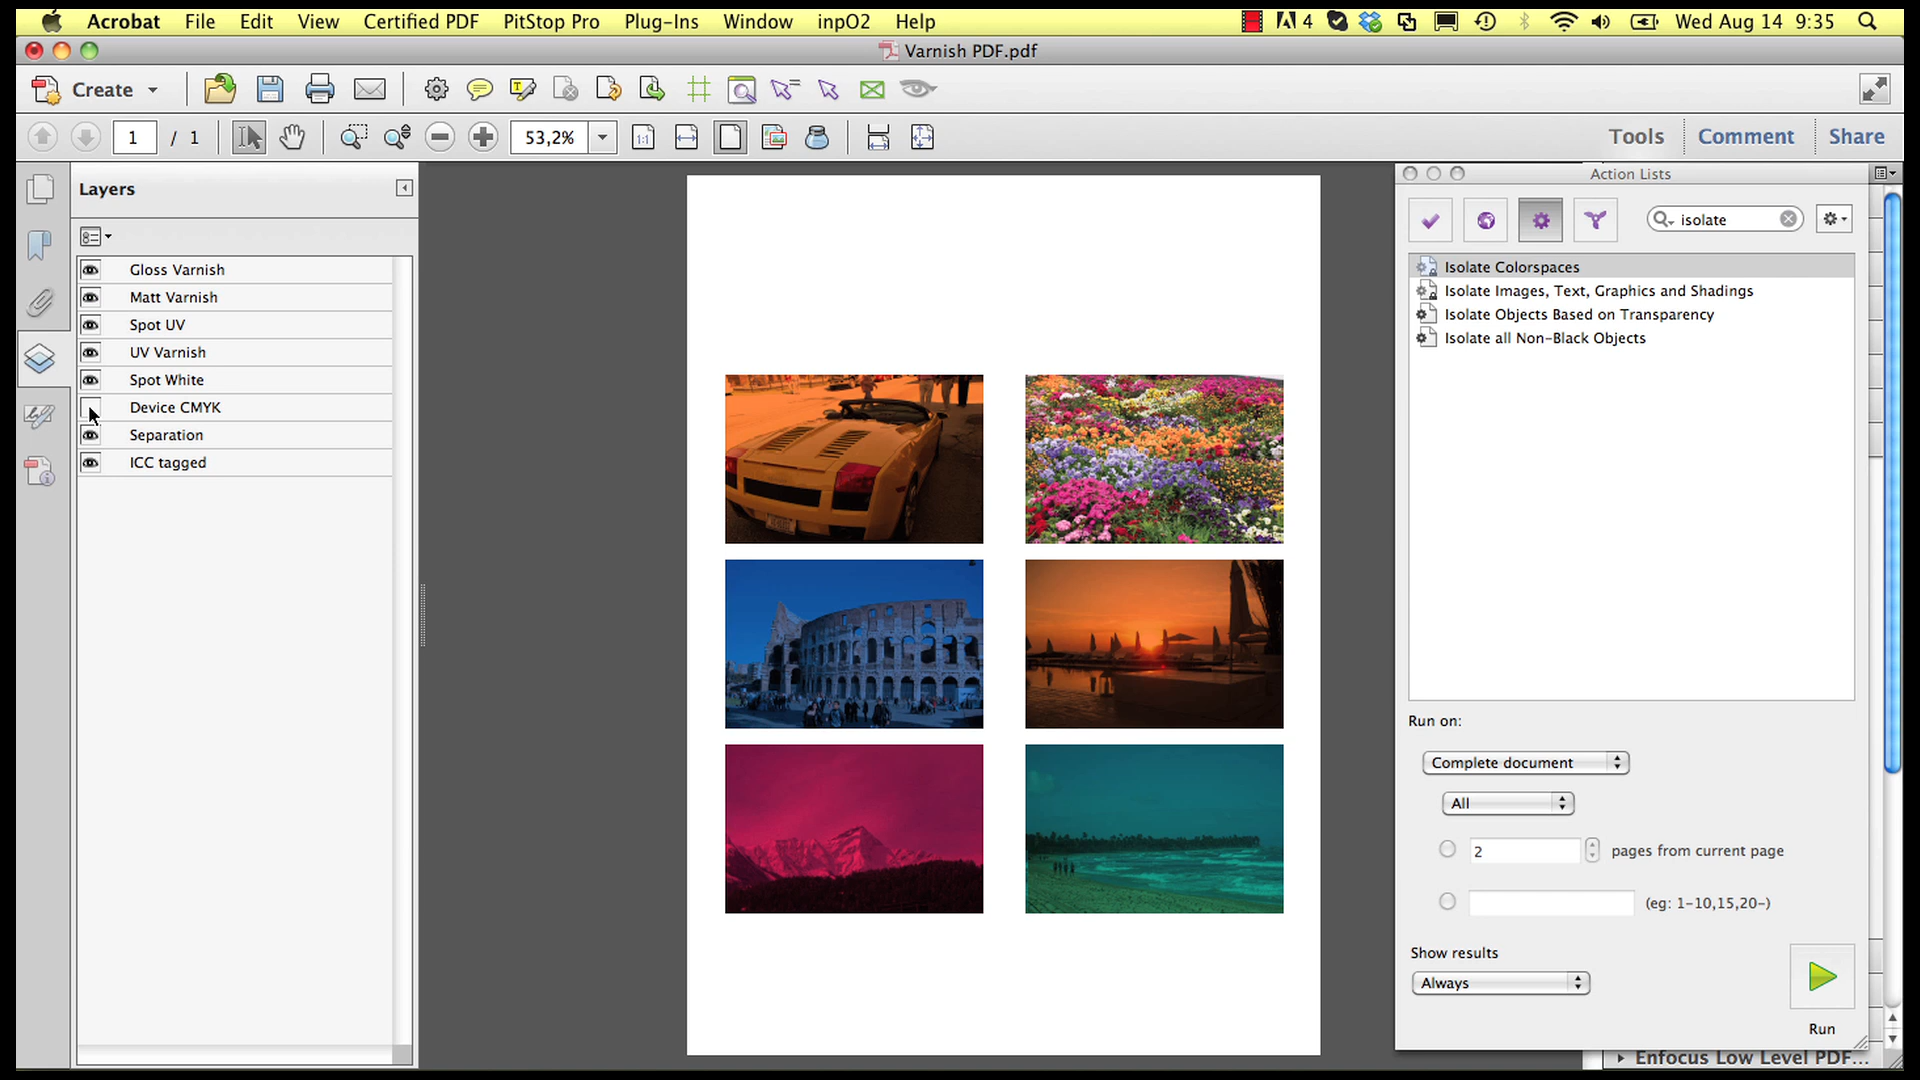 Acrobat File Edit View Certified PDF PitStop Pro Plug-Ins Window inpO2 Help 4 Wed Aug 14 9:35
Varnish PDF.pdf
Create
1 / 1 53,2% 1:1 Tools Comment Share
Layers
Gloss Varnish
Matt Varnish
Spot UV
UV Varnish
Spot White
Device CMYK
Separation
ICC tagged
Action Lists
isolate
Isolate Colorspaces
Isolate Images, Text, Graphics and Shadings
Isolate Objects Based on Transparency
Isolate all Non-Black Objects
Run on:
Complete document
All
2 pages from current page
(eg: 1-10,15,20-)
Show results
Always
Run
Enfocus Low Level PDF...